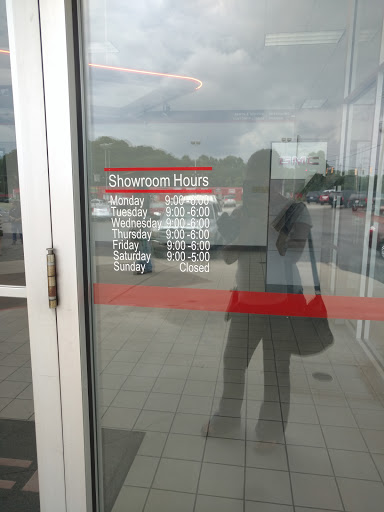 Showroom Hours
Monday 9:00-6:00
Tuesday 9:00-6:00
Wednesday 9:00-6:00
Thursday 9:00-6:00
Friday 9:00-6:00
Saturday 9:00-5:00
Sunday Closed